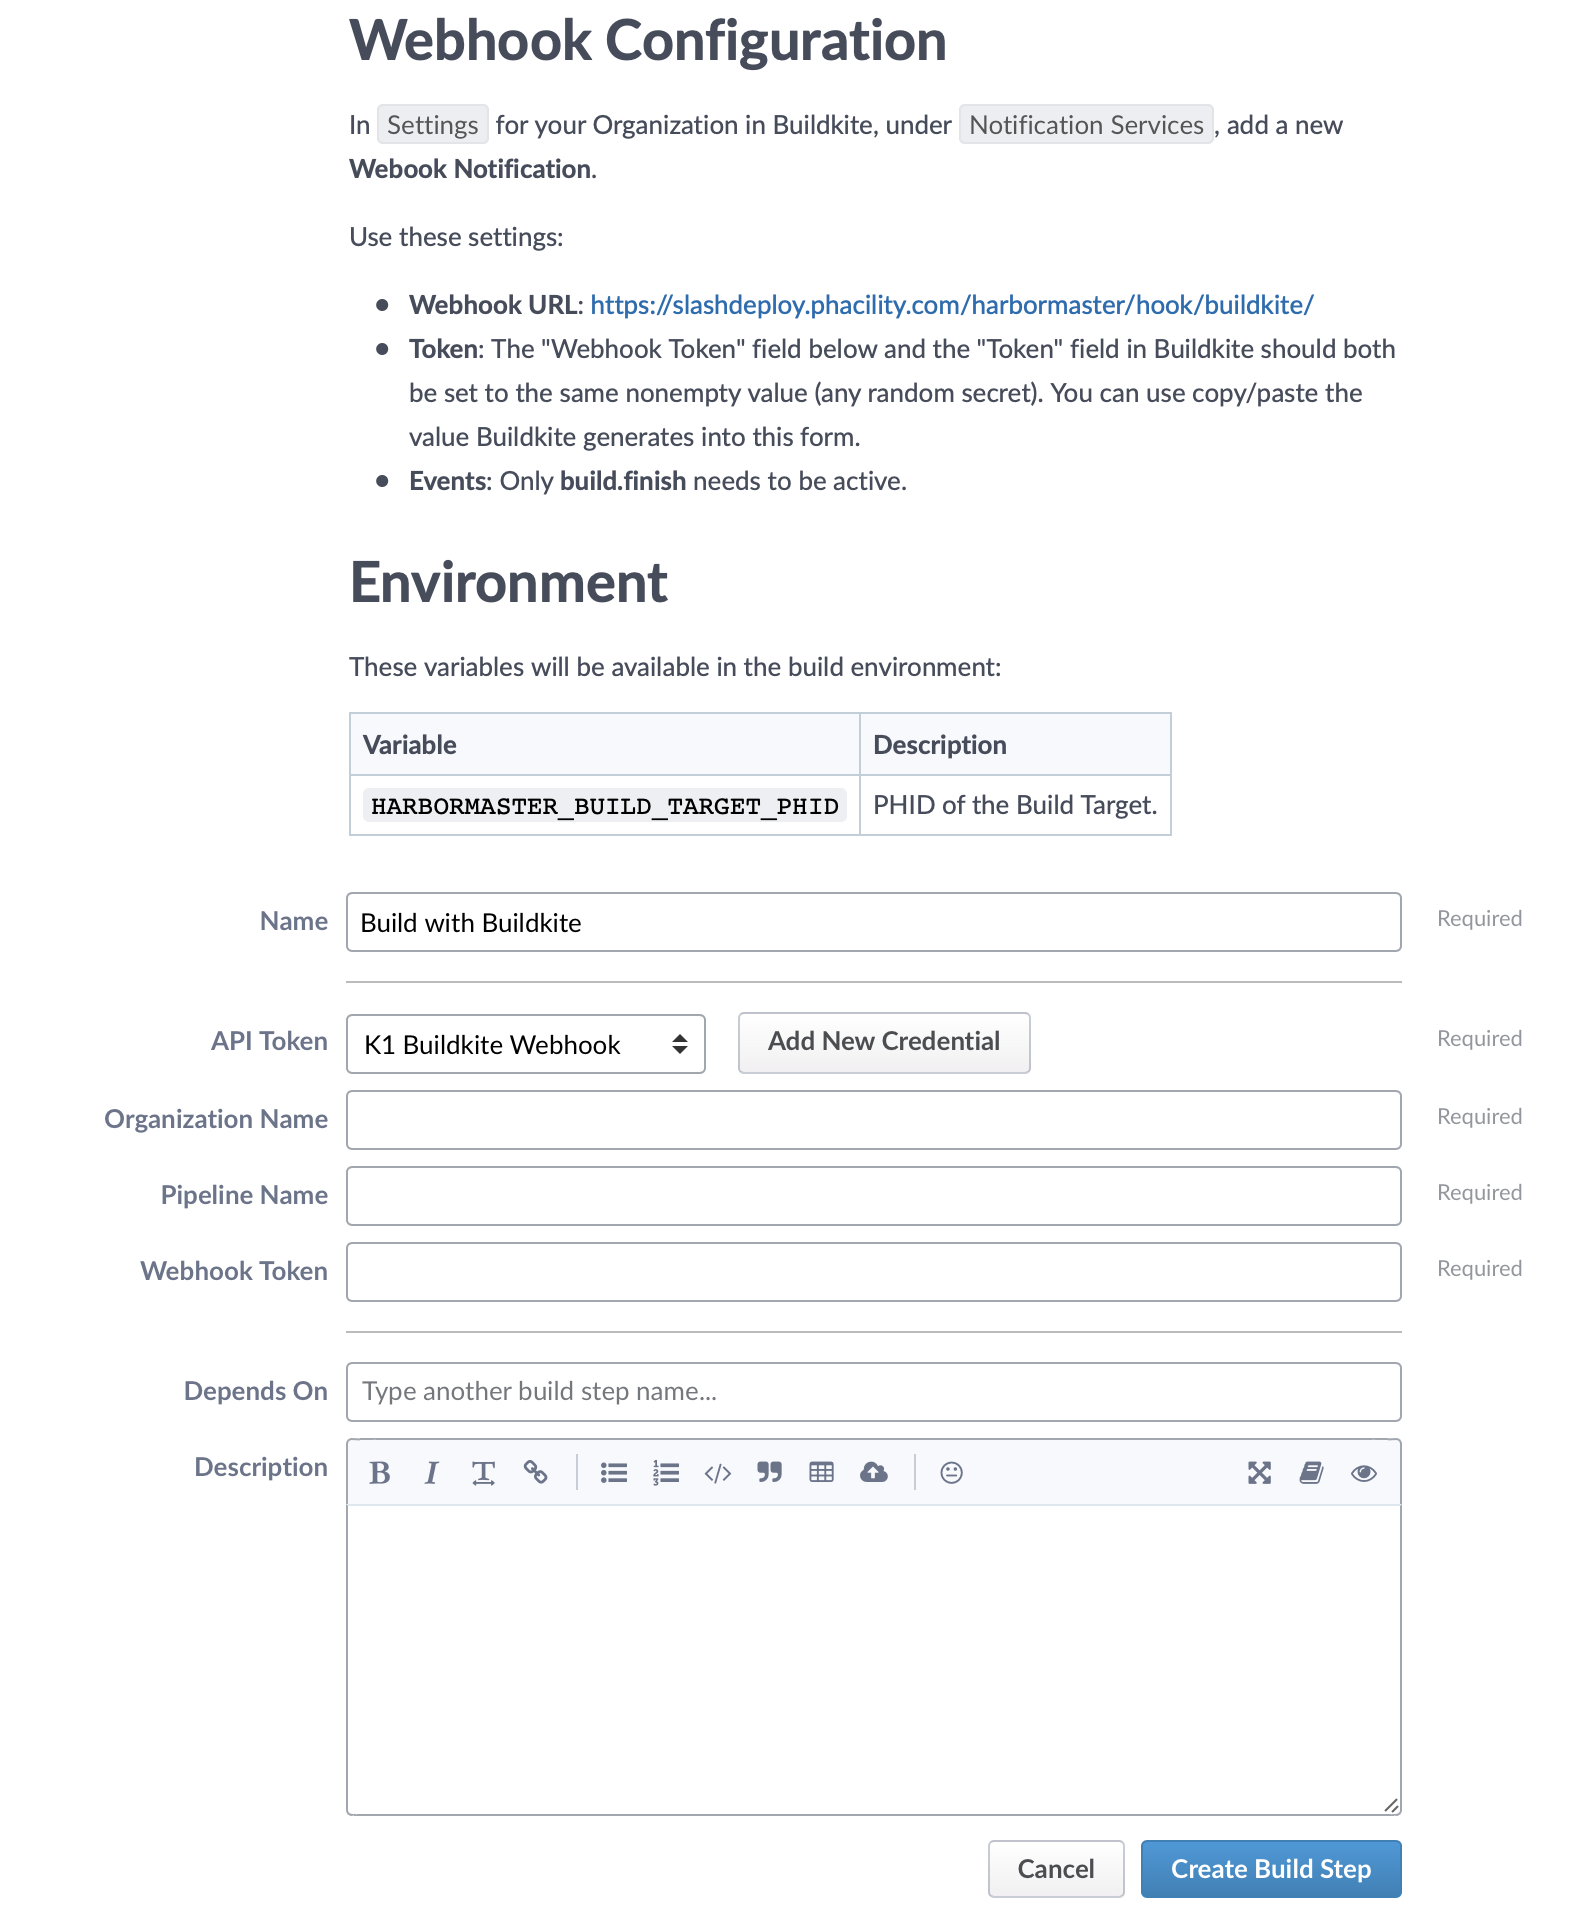 Webhook Configuration
In Settings for your Organization in Buildkite, under Notification Services, add a new
Webook Notification.
Use these settings:
Webhook URL: https://slashdeploy.phacility.com/harbormaster/hook/buildkite/
Token: The "Webhook Token" field below and the "Token" field in Buildkite should both
be set to the same nonempty value (any random secret). You can use copy/paste the
value Buildkite generates into this form.
Events: Only build.finish needs to be active.
Environment
These variables will be available in the build environment:
Variable Description
HARBORMASTER_BUILD_TARGET_PHID PHID of the Build Target.
Name Build with Buildkite Required
API Token K1 Buildkite Webhook Add New Credential Required
Organization Name Required
Pipeline Name Required
Webhook Token Required
Depends On Type another build step name...
Description
Cancel Create Build Step